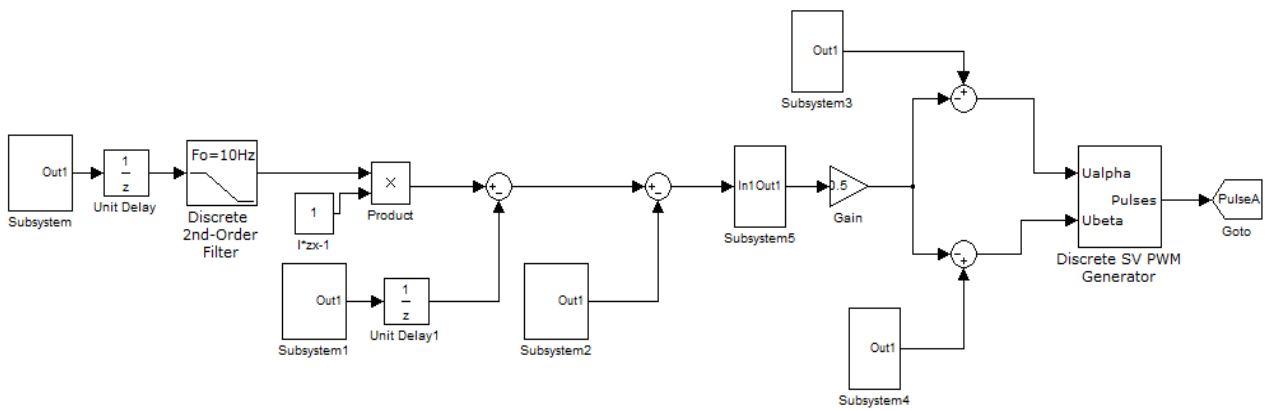 Out1
Subsystem
1
z
Unit Delay
Fo=10Hz
Discrete
2nd-Order
Filter
1
I*zx-1
×
Product
Out1
Subsystem1
1
z
Unit Delay1
+
−
+
−
Out1
Subsystem2
In1 Out1
Subsystem5
0.5
Gain
Out1
Subsystem3
+
−
−
+
Out1
Subsystem4
Ualpha
Pulses
Ubeta
Discrete SV PWM
Generator
PulseA
Goto